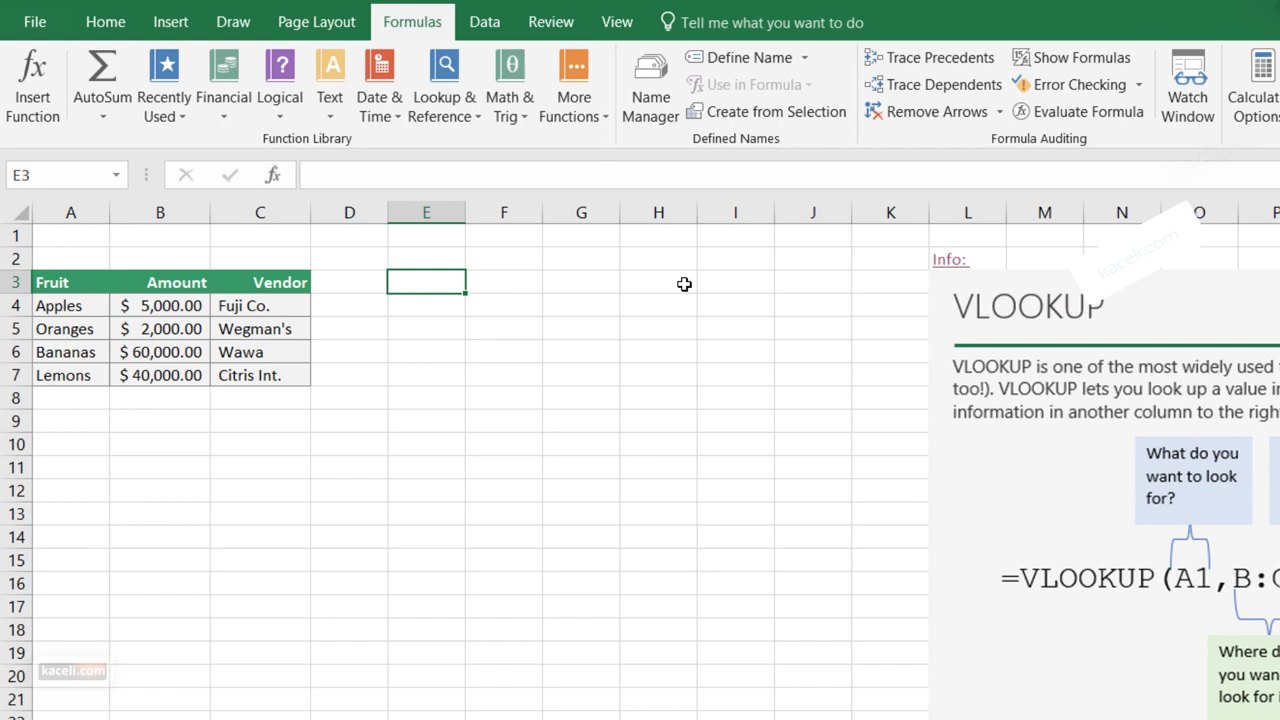 File Home Insert Draw Page Layout Formulas Data Review View Tell me what you want to do
fx Insert Function
AutoSum
Recently Used
Financial
Logical
Text
Date & Time
Lookup & Reference
Math & Trig
More Functions
Function Library
Name Manager
Define Name
Use in Formula
Create from Selection
Defined Names
Trace Precedents
Trace Dependents
Remove Arrows
Show Formulas
Error Checking
Evaluate Formula
Formula Auditing
Watch Window
E3 fx
A B C D E F G H I J K L M N O P
1
2 Info:
3 Fruit Amount Vendor
4 Apples $ 5,000.00 Fuji Co.
5 Oranges $ 2,000.00 Wegman's
6 Bananas $ 60,000.00 Wawa
7 Lemons $ 40,000.00 Citris Int.
8
9
10
11
12
13
14
15
16
17
18
19
20
21
kaceli.com
kaceli.com
VLOOKUP
VLOOKUP is one of the most widely used
too!). VLOOKUP lets you look up a value
information in another column to the
What do you
want to look
for?
=VLOOKUP(A1,B:
Where
you
look for